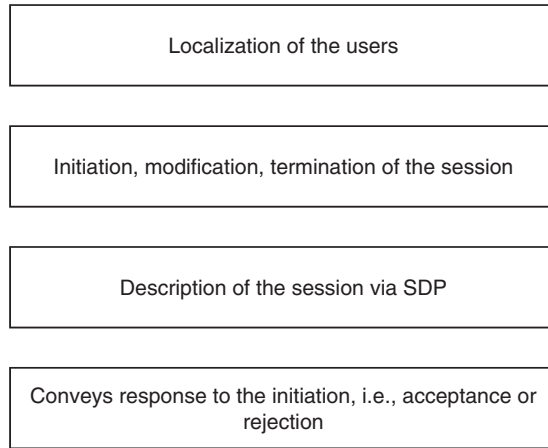 Localization of the users
Initiation, modification, termination of the session
Description of the session via SDP
Conveys response to the initiation, i.e., acceptance or
rejection